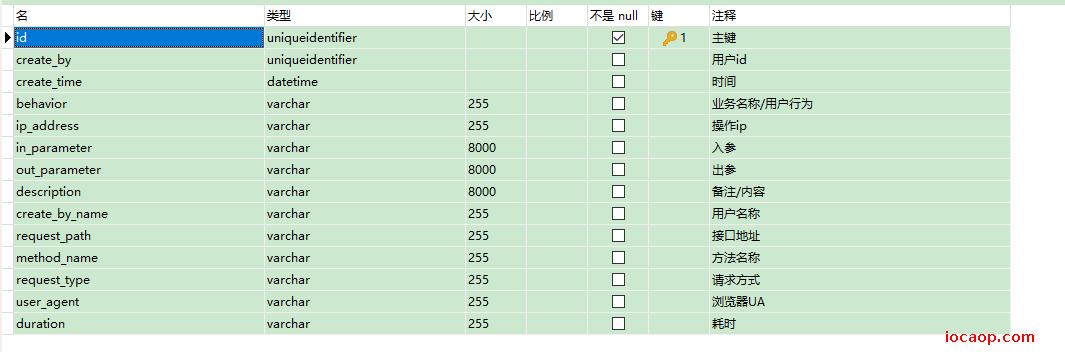 名 类型 大小 比例 不是 null 键 注释
id uniqueidentifier 1 主键
create_by uniqueidentifier 用户id
create_time datetime 时间
behavior varchar 255 业务名称/用户行为
ip_address varchar 255 操作ip
in_parameter varchar 8000 入参
out_parameter varchar 8000 出参
description varchar 8000 备注/内容
create_by_name varchar 255 用户名称
request_path varchar 255 接口地址
method_name varchar 255 方法名称
request_type varchar 255 请求方式
user_agent varchar 255 浏览器UA
duration varchar 255 耗时
iocaop.com